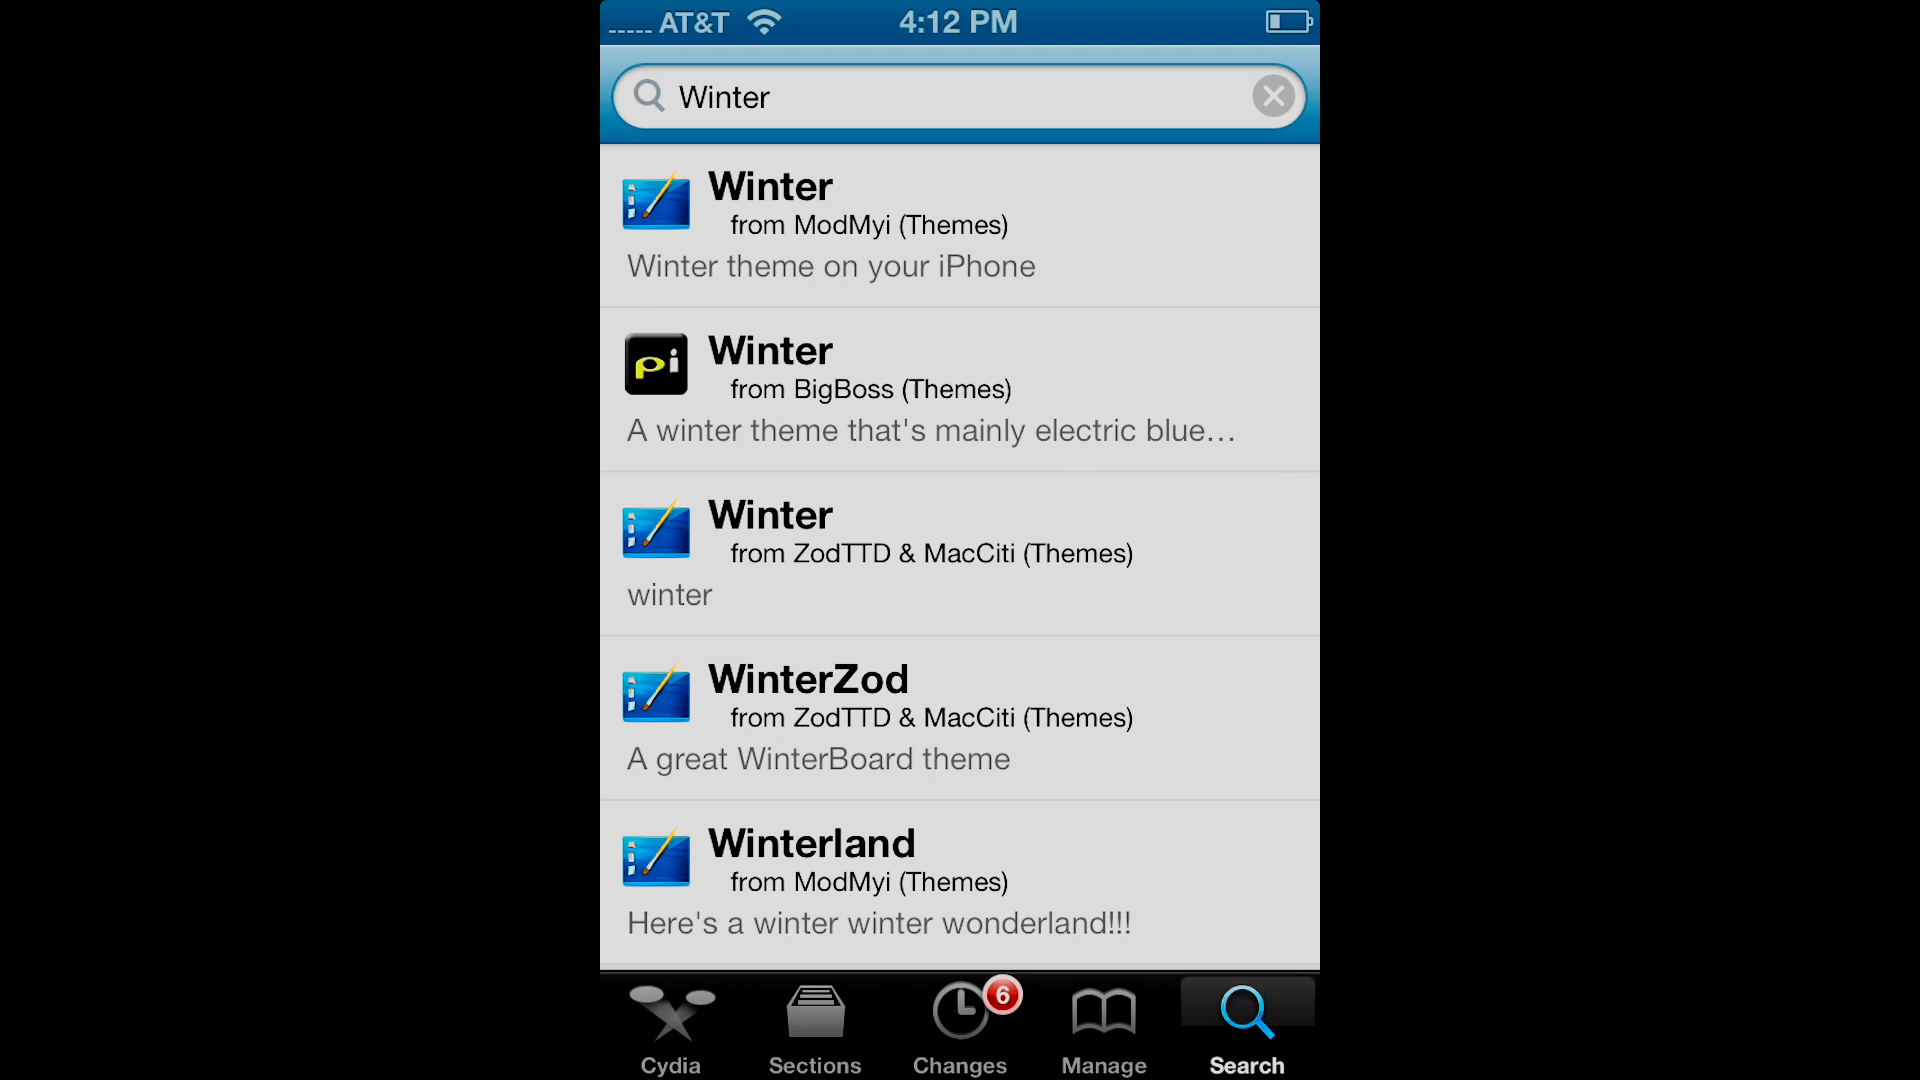 AT&T 4:12 PM
Winter
Winter
from ModMyi (Themes)
Winter theme on your iPhone
pi
Winter
from BigBoss (Themes)
A winter theme that's mainly electric blue…
Winter
from ZodTTD & MacCiti (Themes)
winter
WinterZod
from ZodTTD & MacCiti (Themes)
A great WinterBoard theme
Winterland
from ModMyi (Themes)
Here's a winter winter wonderland!!!
6
Cydia Sections Changes Manage Search